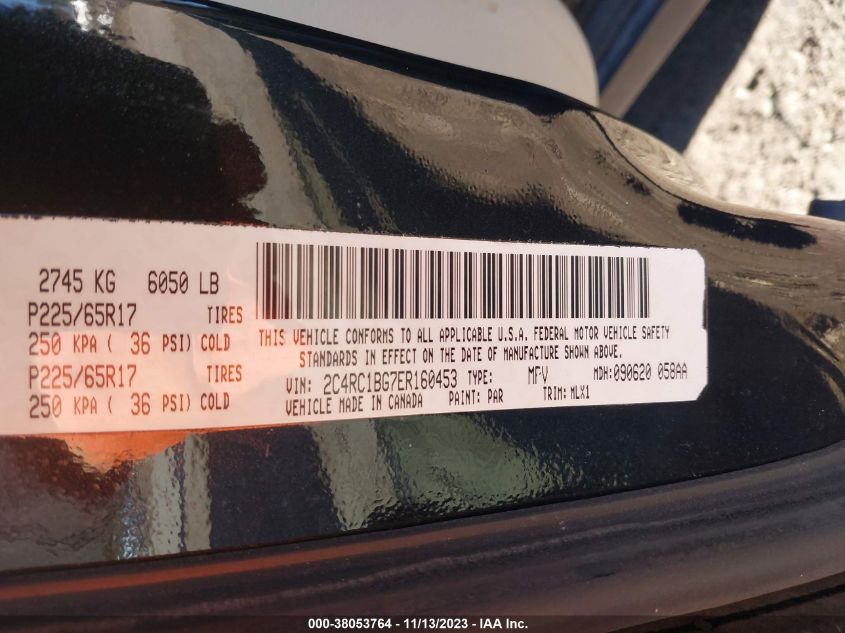 2745 KG 6050 LB
P225/65R17 TIRES
250 KPA ( 36 PSI) COLD
P225/65R17 TIRES
250 KPA ( 36 PSI) COLD
THIS VEHICLE CONFORMS TO ALL APPLICABLE U.S.A. FEDERAL MOTOR VEHICLE SAFETY
STANDARDS IN EFFECT ON THE DATE OF MANUFACTURE SHOWN ABOVE.
VIN: 2C4RC1BG7ER160453 TYPE: MPV MDH:090620 058AA
VEHICLE MADE IN CANADA PAINT: PAR TRIM: MLX1
000-38053764 - 11/13/2023 - IAA Inc.